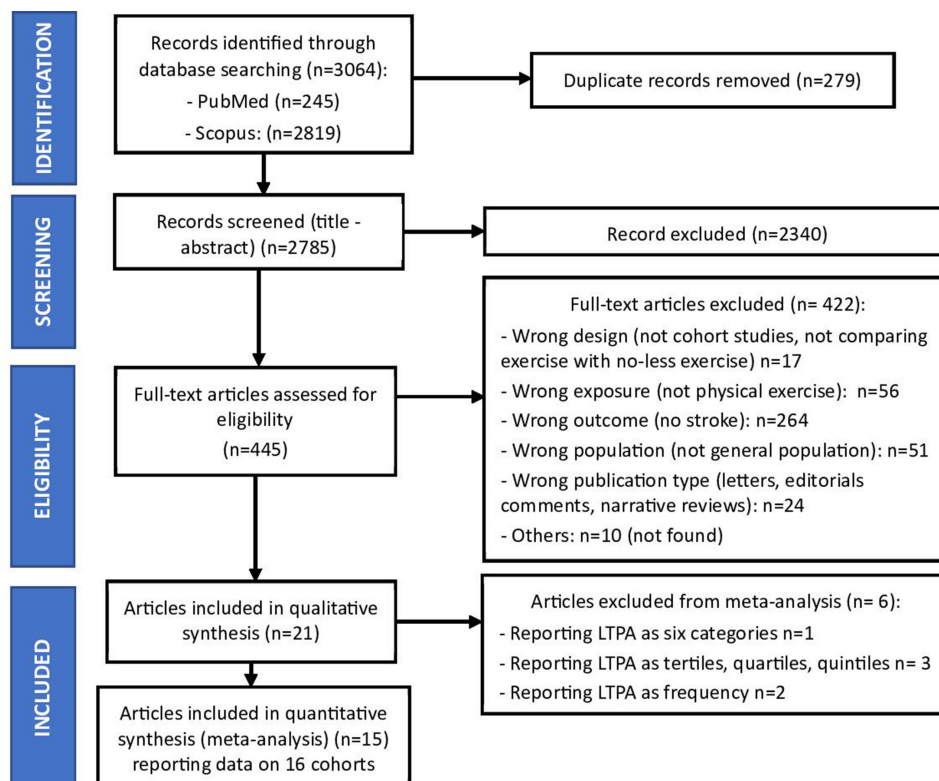 IDENTIFICATION
Records identified through
database searching (n=3064):
- PubMed (n=245)
- Scopus: (n=2819)
Duplicate records removed (n=279)
SCREENING
Records screened (title -
abstract) (n=2785)
Record excluded (n=2340)
ELIGIBILITY
Full-text articles assessed for
eligibility
(n=445)
Full-text articles excluded (n= 422):
- Wrong design (not cohort studies, not comparing
exercise with no-less exercise) n=17
- Wrong exposure (not physical exercise): n=56
- Wrong outcome (no stroke): n=264
- Wrong population (not general population): n=51
- Wrong publication type (letters, editorials
comments, narrative reviews): n=24
- Others: n=10 (not found)
INCLUDED
Articles included in qualitative
synthesis (n=21)
Articles excluded from meta-analysis (n= 6):
- Reporting LTPA as six categories n=1
- Reporting LTPA as tertiles, quartiles, quintiles n= 3
- Reporting LTPA as frequency n=2
Articles included in quantitative
synthesis (meta-analysis) (n=15)
reporting data on 16 cohorts